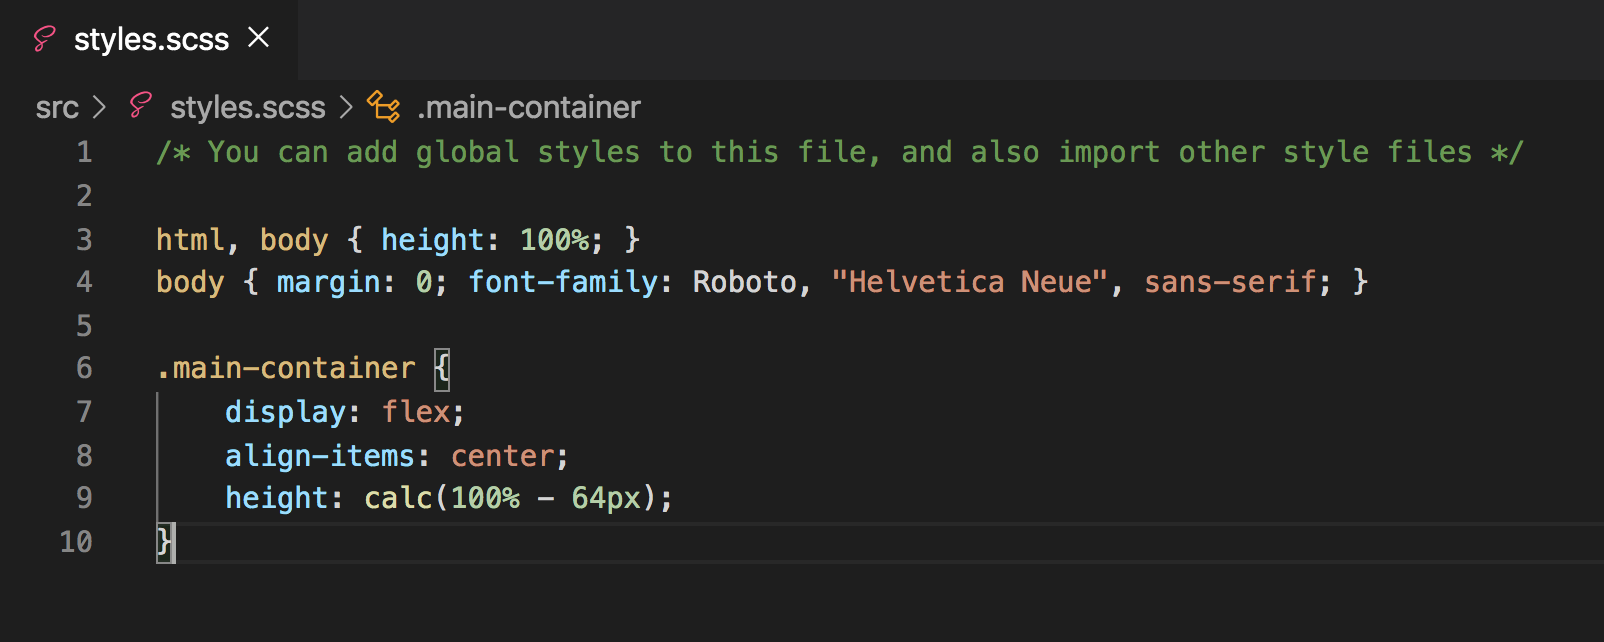 styles.scss
src > styles.scss > .main-container
1 /* You can add global styles to this file, and also import other style files */
2
3 html, body { height: 100%; }
4 body { margin: 0; font-family: Roboto, "Helvetica Neue", sans-serif; }
5
6 .main-container {
7     display: flex;
8     align-items: center;
9     height: calc(100% - 64px);
10 }